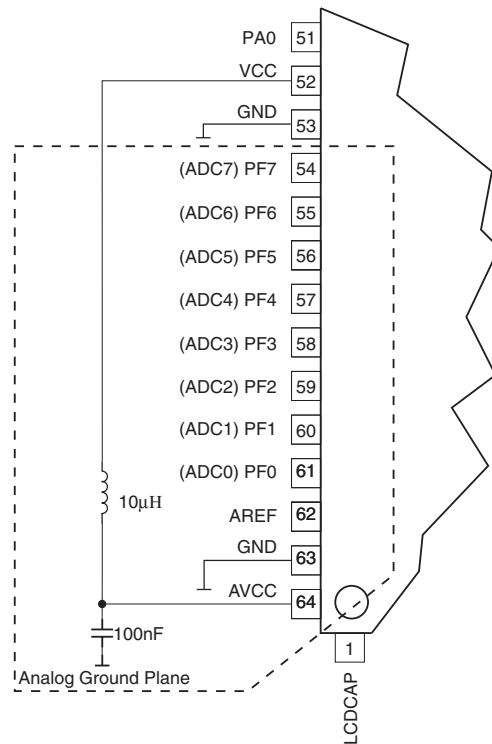 PA0 51
VCC 52
GND 53
(ADC7) PF7 54
(ADC6) PF6 55
(ADC5) PF5 56
(ADC4) PF4 57
(ADC3) PF3 58
(ADC2) PF2 59
(ADC1) PF1 60
(ADC0) PF0 61
10μH
AREF 62
GND 63
AVCC 64
100nF
1
Analog Ground Plane
LCDCAP